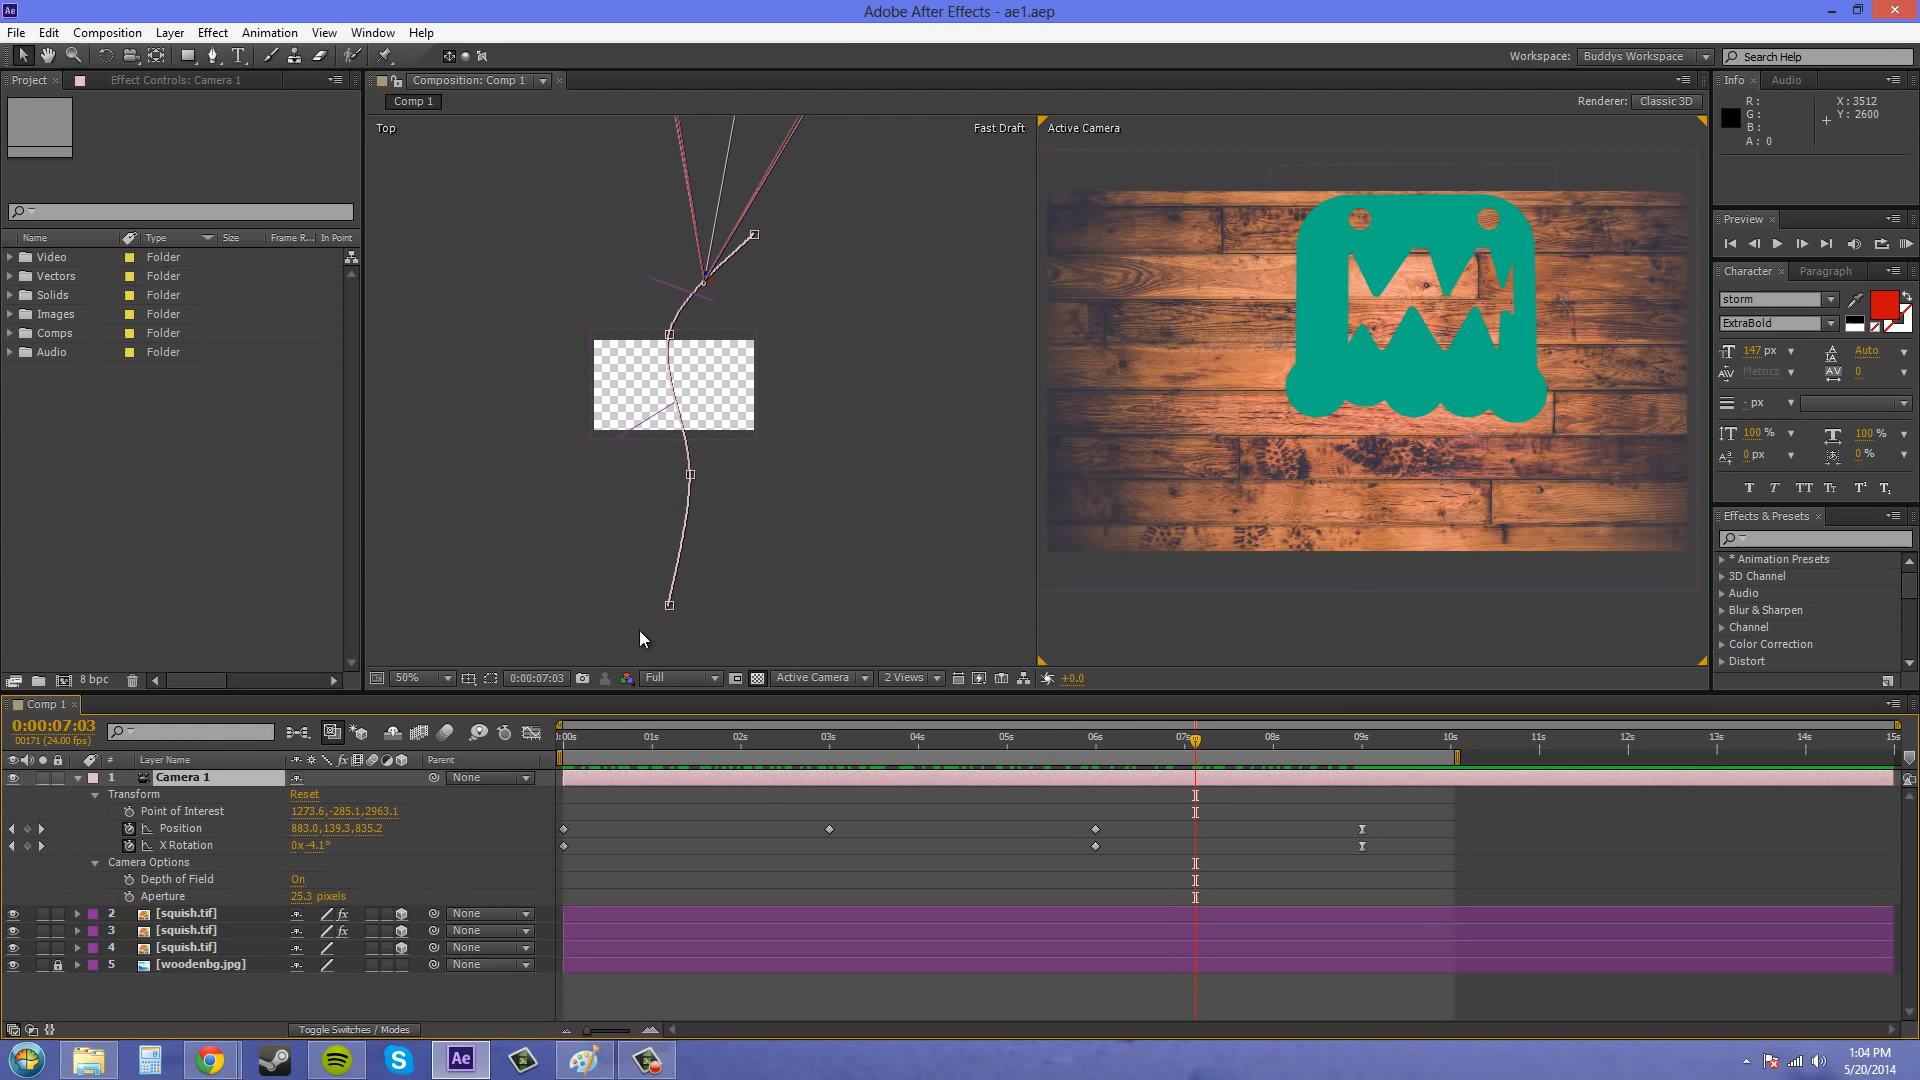 Ae
Adobe After Effects - ae1.aep
File Edit Composition Layer Effect Animation View Window Help
T
Workspace: Buddys Workspace
Search Help
Project
Effect Controls: Camera 1
Composition: Comp 1
Info
Audio
Comp 1
Renderer: Classic 3D
R :
G :
B :
A : 0
X : 3512
Y : 2600
Top
Fast Draft
Active Camera
Preview
Name Type Size Frame R... In Point
Video Folder
Vectors Folder
Solids Folder
Images Folder
Comps Folder
Audio Folder
Character
Paragraph
storm
ExtraBold
147 px
Auto
Metrics
0
- px
100 %
100 %
0 px
0 %
T T TT Tt T¹ T₁
Effects & Presets
* Animation Presets
3D Channel
Audio
Blur & Sharpen
Channel
Color Correction
Distort
8 bpc
50%
0:00:07:03
Full
Active Camera
2 Views
+0.0
Comp 1
0:00:07:03
00171 (24.00 fps)
):00s 01s 02s 03s 04s 05s 06s 07s 08s 09s 10s 11s 12s 13s 14s 15s
# Layer Name
Parent
1 Camera 1 None
Transform Reset
Point of Interest 1273.6,-285.1,2963.1
Position 883.0,139.3,835.2
X Rotation 0x-4.1°
Camera Options
Depth of Field On
Aperture 25.3 pixels
2 [squish.tif] fx None
3 [squish.tif] fx None
4 [squish.tif] None
5 [woodenbg.jpg] None
Toggle Switches / Modes
Ae
1:04 PM
5/20/2014